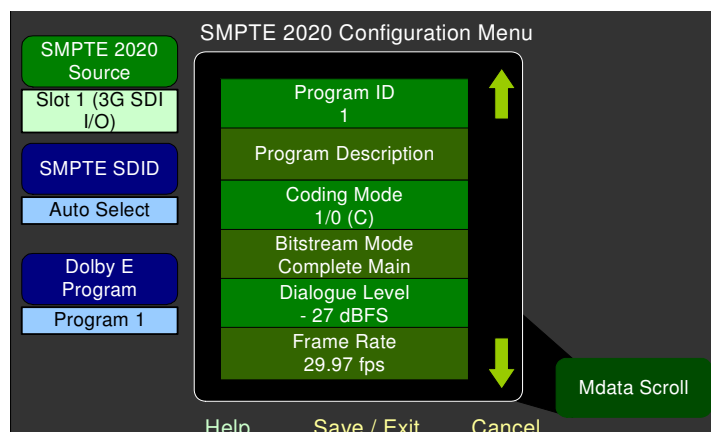 SMPTE 2020 Configuration Menu
SMPTE 2020
Source
Slot 1 (3G SDI
I/O)
SMPTE SDID
Auto Select
Dolby E
Program
Program 1
Program ID
1
Program Description
Coding Mode
1/0 (C)
Bitstream Mode
Complete Main
Dialogue Level
- 27 dBFS
Frame Rate
29.97 fps
Mdata Scroll
Help Save / Exit Cancel